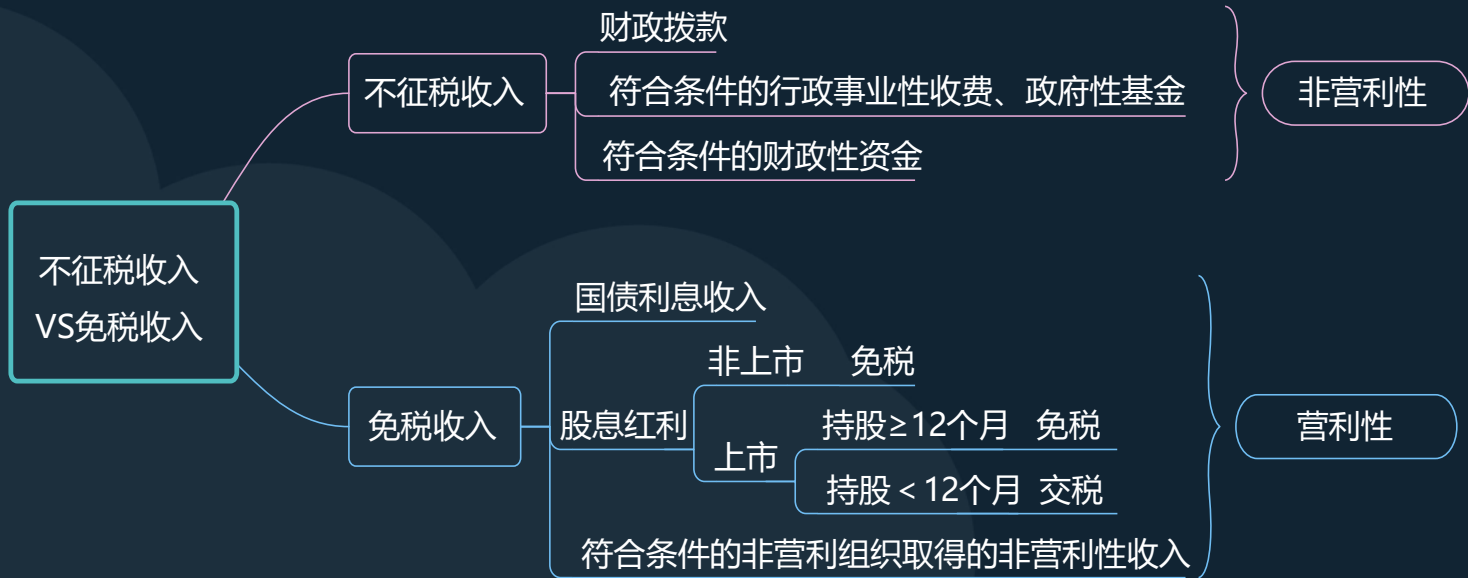 不征税收入
VS免税收入
不征税收入
财政拨款
符合条件的行政事业性收费、政府性基金
符合条件的财政性资金
非营利性
免税收入
国债利息收入
股息红利
非上市 免税
上市
持股≥12个月 免税
持股＜12个月 交税
符合条件的非营利组织取得的非营利性收入
营利性